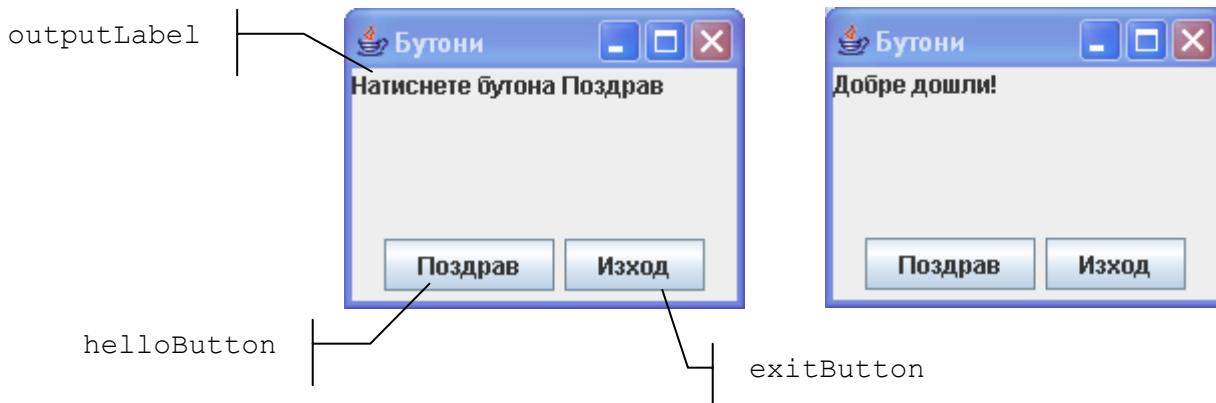 outputLabel
Бутони
Натиснете бутона Поздрав
Поздрав
Изход
helloButton
exitButton
Бутони
Добре дошли!
Поздрав
Изход